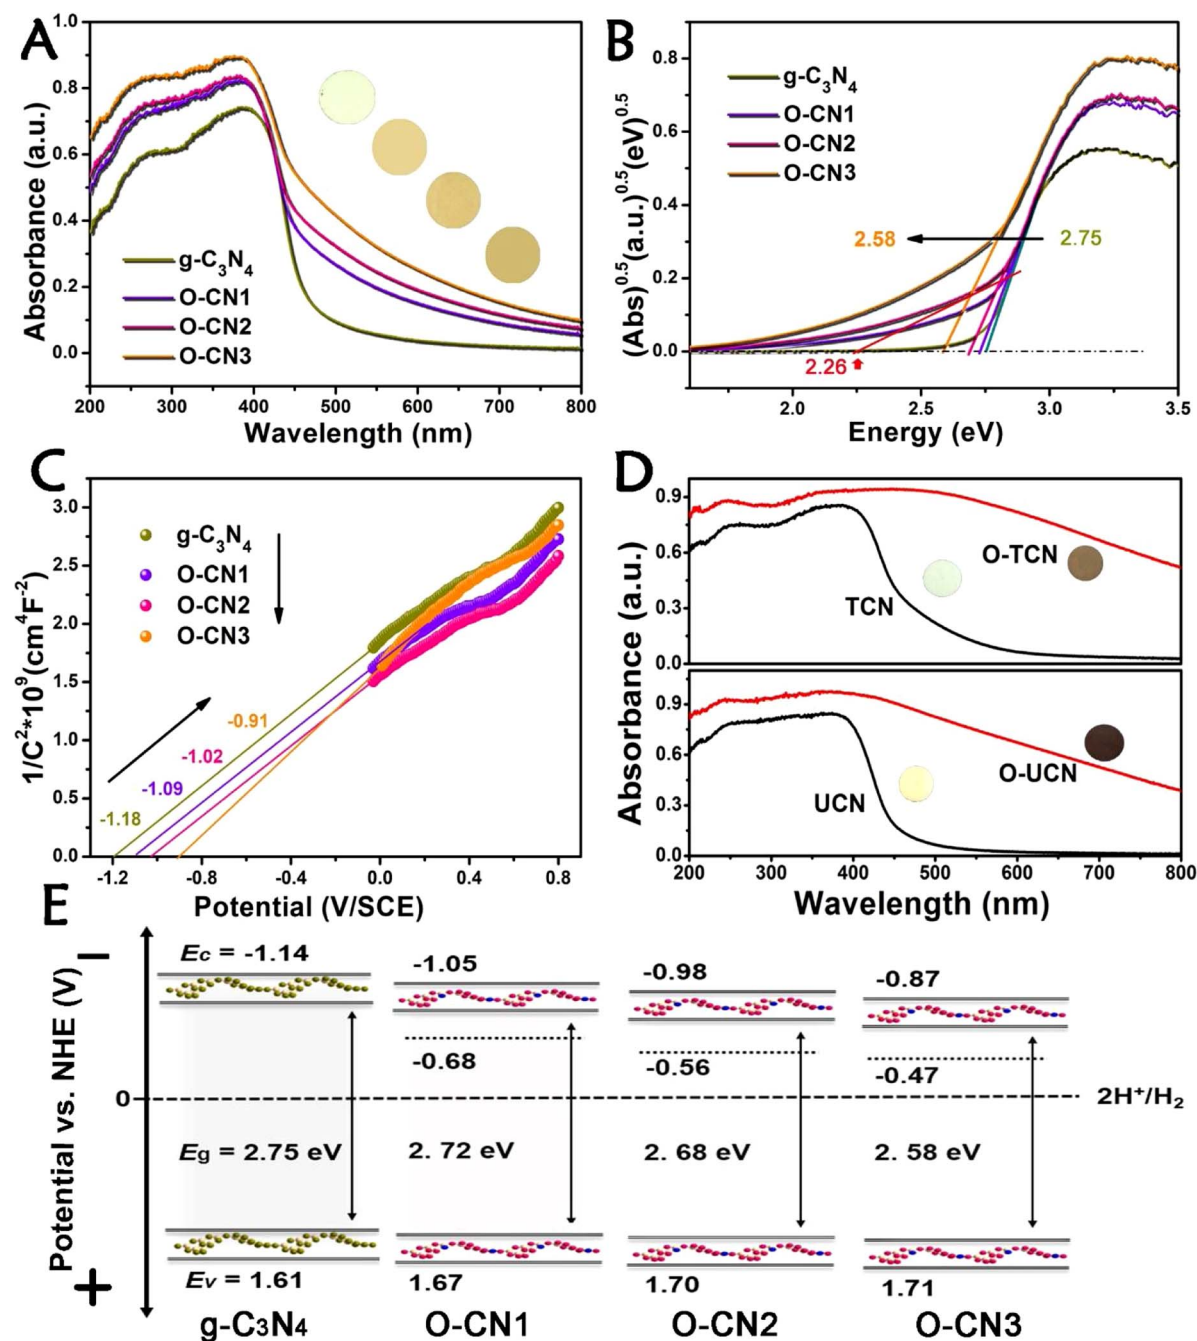 A
1.0
0.8
0.6
0.4
0.2
0.0
Absorbance (a.u.)
g-C3N4
O-CN1
O-CN2
O-CN3
200 300 400 500 600 700 800
Wavelength (nm)
B
0.8
0.6
0.4
0.2
0.0
(Abs)^0.5(a.u.)^0.5(eV)^0.5
g-C3N4
O-CN1
O-CN2
O-CN3
2.58
2.75
2.26
2.0 2.5 3.0 3.5
Energy (eV)
C
3.0
2.5
2.0
1.5
1.0
0.5
0.0
1/C^2*10^9(cm^4F^-2)
g-C3N4
O-CN1
O-CN2
O-CN3
-0.91
-1.02
-1.09
-1.18
-1.2 -0.8 -0.4 0.0 0.4 0.8
Potential (V/SCE)
D
0.9
0.6
0.3
0.0
O-TCN
TCN
0.9
0.6
0.3
0.0
O-UCN
UCN
Absorbance (a.u.)
200 300 400 500 600 700 800
Wavelength (nm)
E
Potential vs. NHE (V)
−
0
+
Ec = -1.14
-1.05
-0.98
-0.87
-0.68
-0.56
-0.47
2H+/H2
Eg = 2.75 eV
2. 72 eV
2. 68 eV
2. 58 eV
Ev = 1.61
1.67
1.70
1.71
g-C3N4
O-CN1
O-CN2
O-CN3